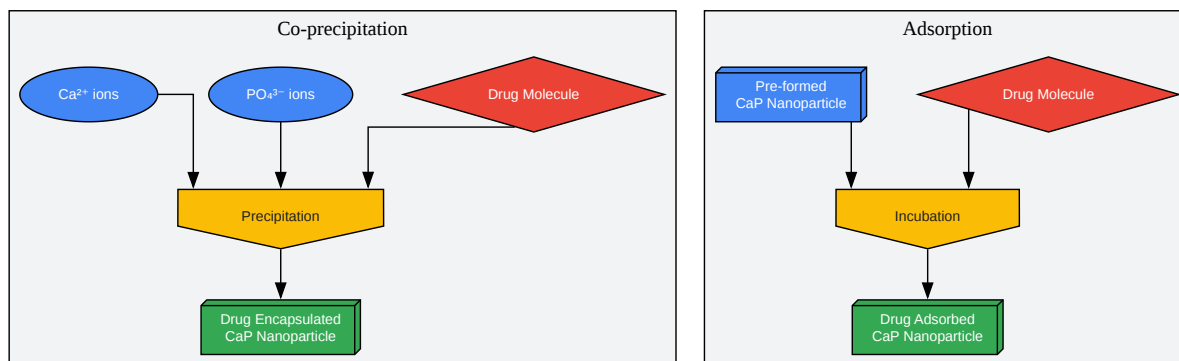 Co-precipitation
Ca²⁺ ions
PO₄³⁻ ions
Drug Molecule
Precipitation
Drug Encapsulated
CaP Nanoparticle
Adsorption
Pre-formed
CaP Nanoparticle
Drug Molecule
Incubation
Drug Adsorbed
CaP Nanoparticle